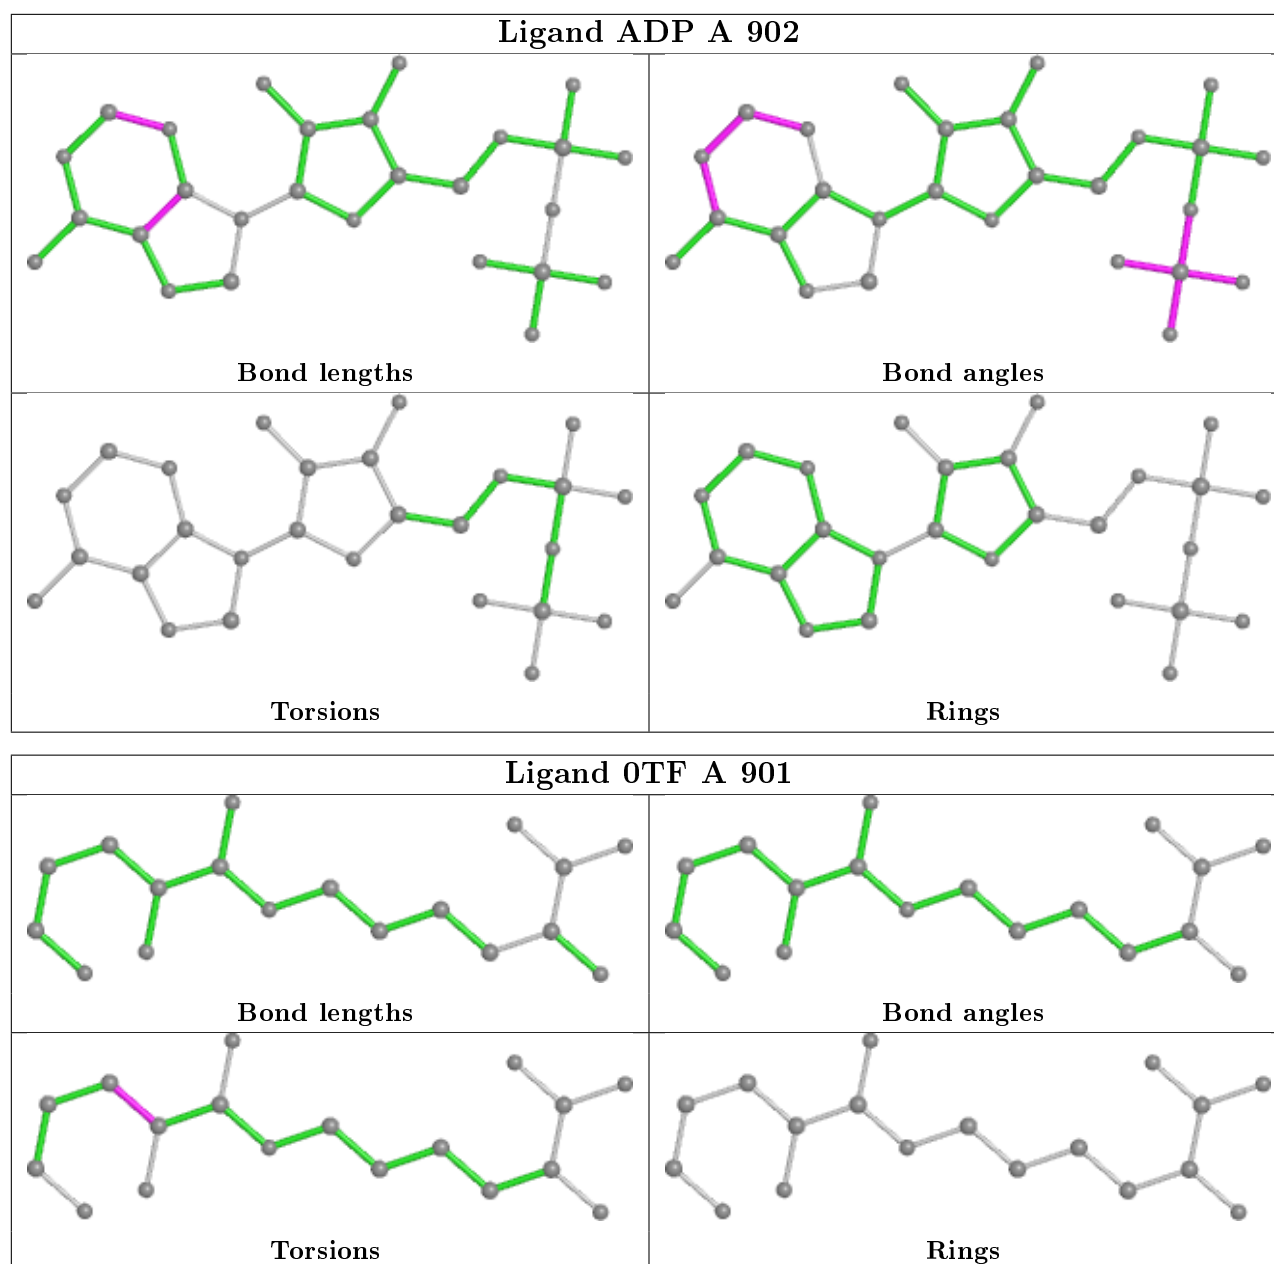 Ligand ADP A 902
Bond lengths
Bond angles
Torsions
Rings
Ligand 0TF A 901
Bond lengths
Bond angles
Torsions
Rings